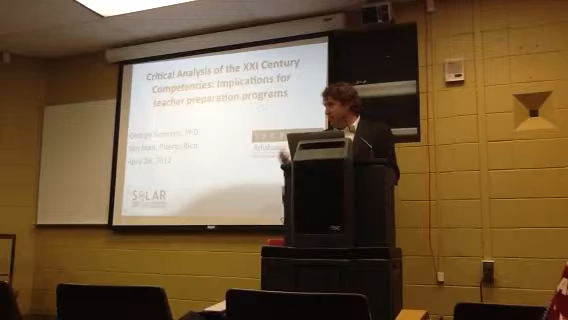 Critical Analysis of the XXI Century
Competencies: Implications for
teacher preparation programs
George Siemens, PhD
San Juan, Puerto Rico
April 26, 2012
SOLAR